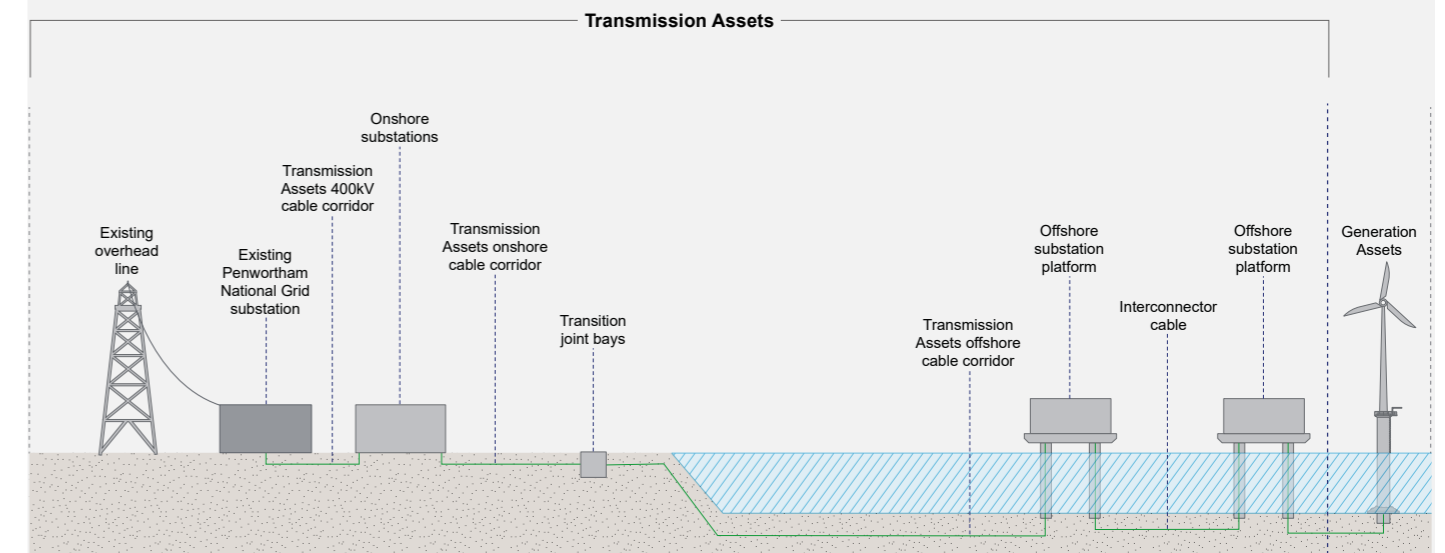 Transmission Assets
Onshore
substations
Transmission
Assets 400kV
cable corridor
Existing
overhead
line
Existing
Penwortham
National Grid
substation
Transmission
Assets onshore
cable corridor
Transition
joint bays
Transmission
Assets offshore
cable corridor
Offshore
substation
platform
Interconnector
cable
Offshore
substation
platform
Generation
Assets